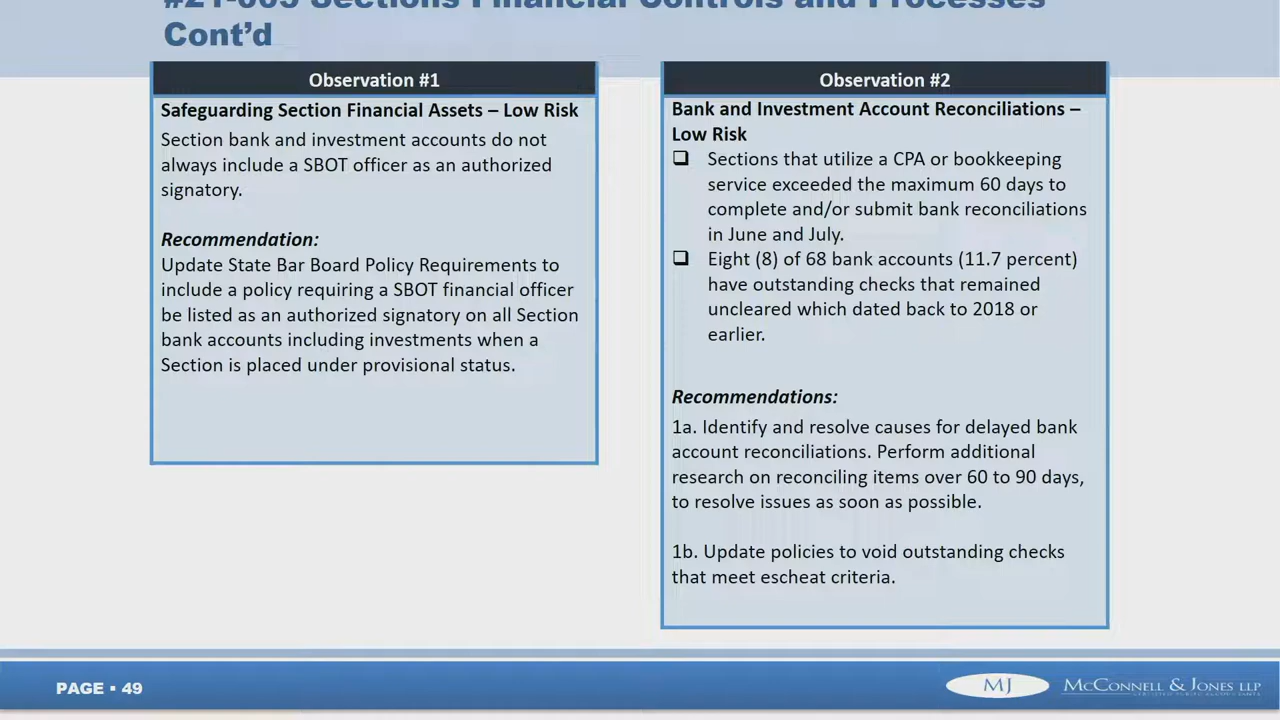 #21-005 Sections Financial Controls and Processes
Cont’d
Observation #1
Safeguarding Section Financial Assets – Low Risk
Section bank and investment accounts do not
always include a SBOT officer as an authorized
signatory.
Recommendation:
Update State Bar Board Policy Requirements to
include a policy requiring a SBOT financial officer
be listed as an authorized signatory on all Section
bank accounts including investments when a
Section is placed under provisional status.
Observation #2
Bank and Investment Account Reconciliations –
Low Risk
❑ Sections that utilize a CPA or bookkeeping
service exceeded the maximum 60 days to
complete and/or submit bank reconciliations
in June and July.
❑ Eight (8) of 68 bank accounts (11.7 percent)
have outstanding checks that remained
uncleared which dated back to 2018 or
earlier.
Recommendations:
1a. Identify and resolve causes for delayed bank
account reconciliations. Perform additional
research on reconciling items over 60 to 90 days,
to resolve issues as soon as possible.
1b. Update policies to void outstanding checks
that meet escheat criteria.
PAGE ▪ 49
MJ McConnell & Jones LLP